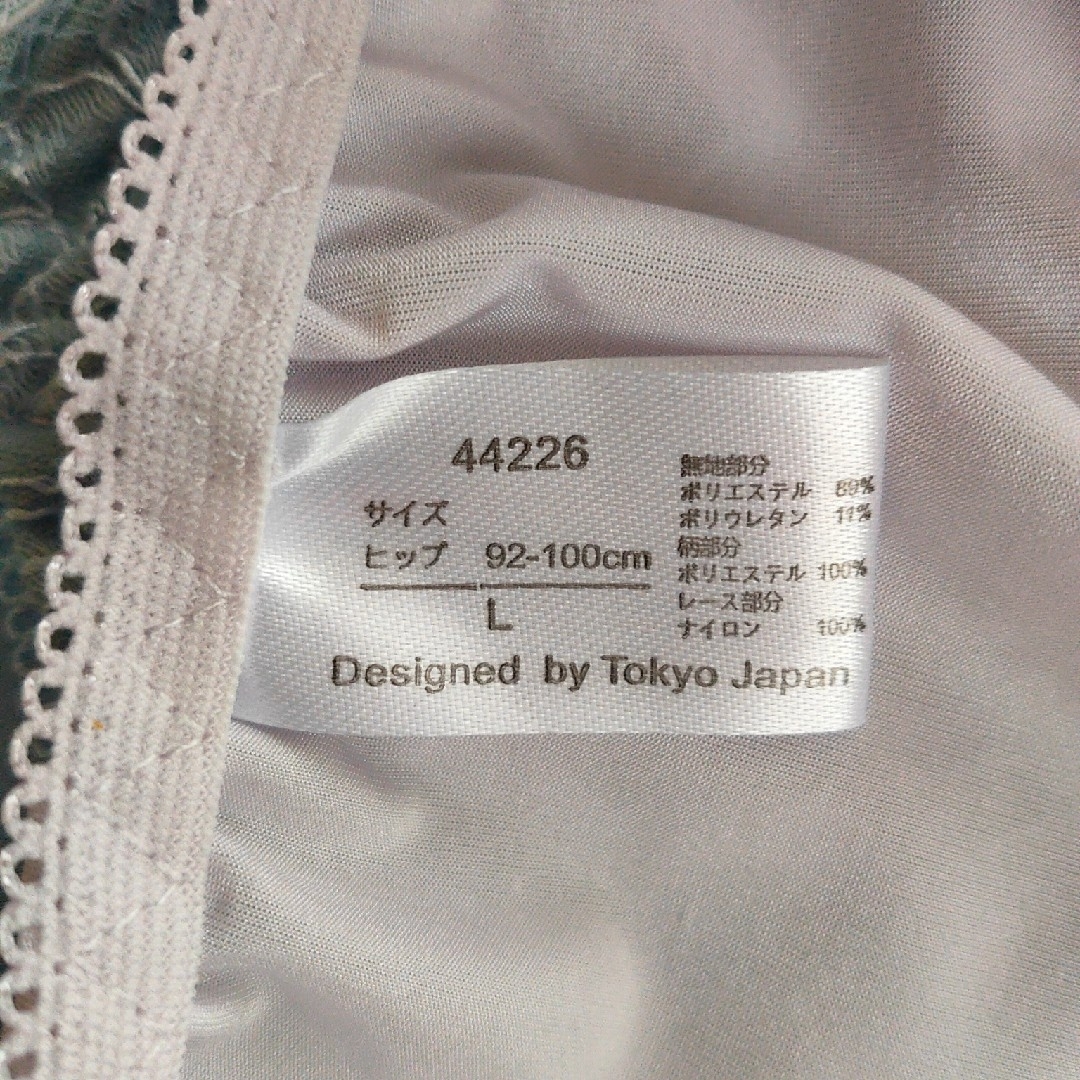 44226
サイズ
ヒップ 92-100cm
L
無地部分
ポリエステル 89%
ポリウレタン 11%
柄部分
ポリエステル 100%
レース部分
ナイロン 100%
Designed by Tokyo Japan